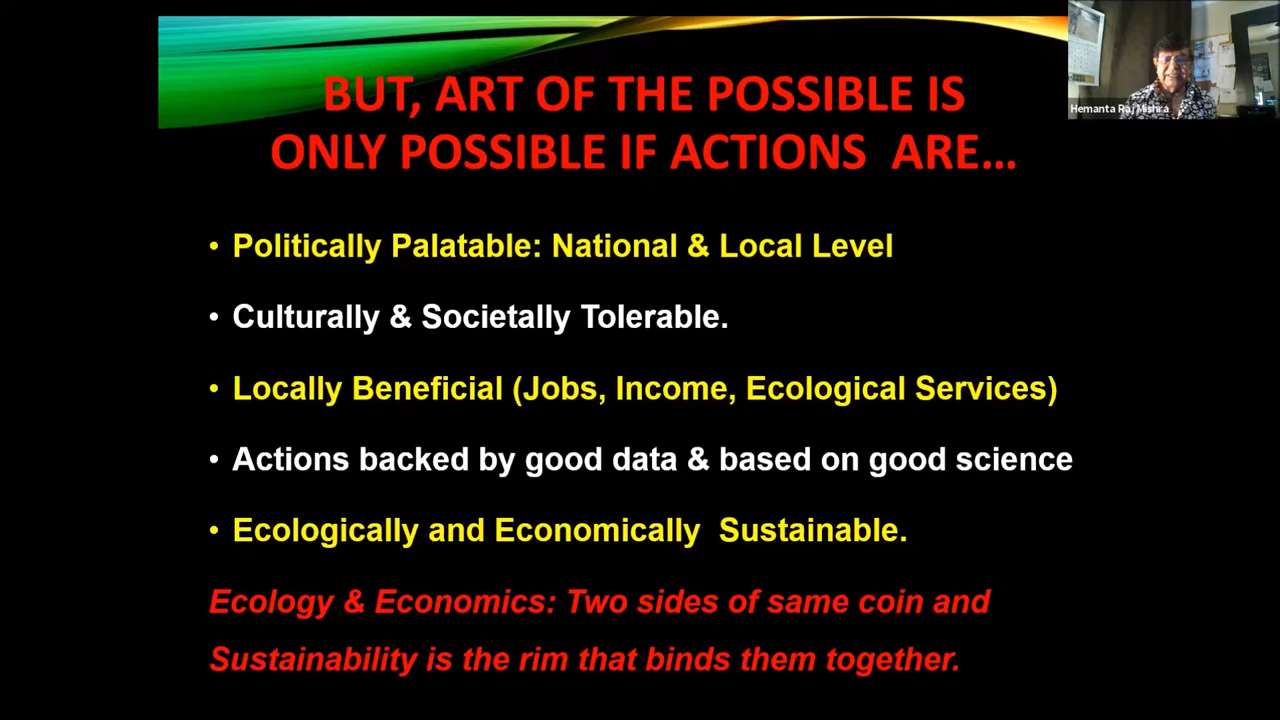 BUT, ART OF THE POSSIBLE IS
ONLY POSSIBLE IF ACTIONS ARE…
Hemanta Raj Mishra
• Politically Palatable: National & Local Level
• Culturally & Societally Tolerable.
• Locally Beneficial (Jobs, Income, Ecological Services)
• Actions backed by good data & based on good science
• Ecologically and Economically Sustainable.
Ecology & Economics: Two sides of same coin and
Sustainability is the rim that binds them together.